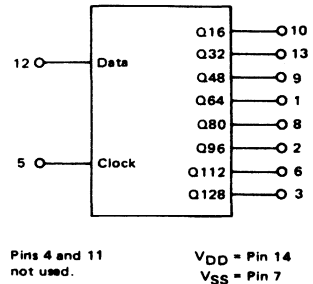 Q16 10
Q32 13
12 Data
Q48 9
Q64 1
Q80 8
Q96 2
5 Clock
Q112 6
Q128 3
Pins 4 and 11
not used.
VDD = Pin 14
VSS = Pin 7